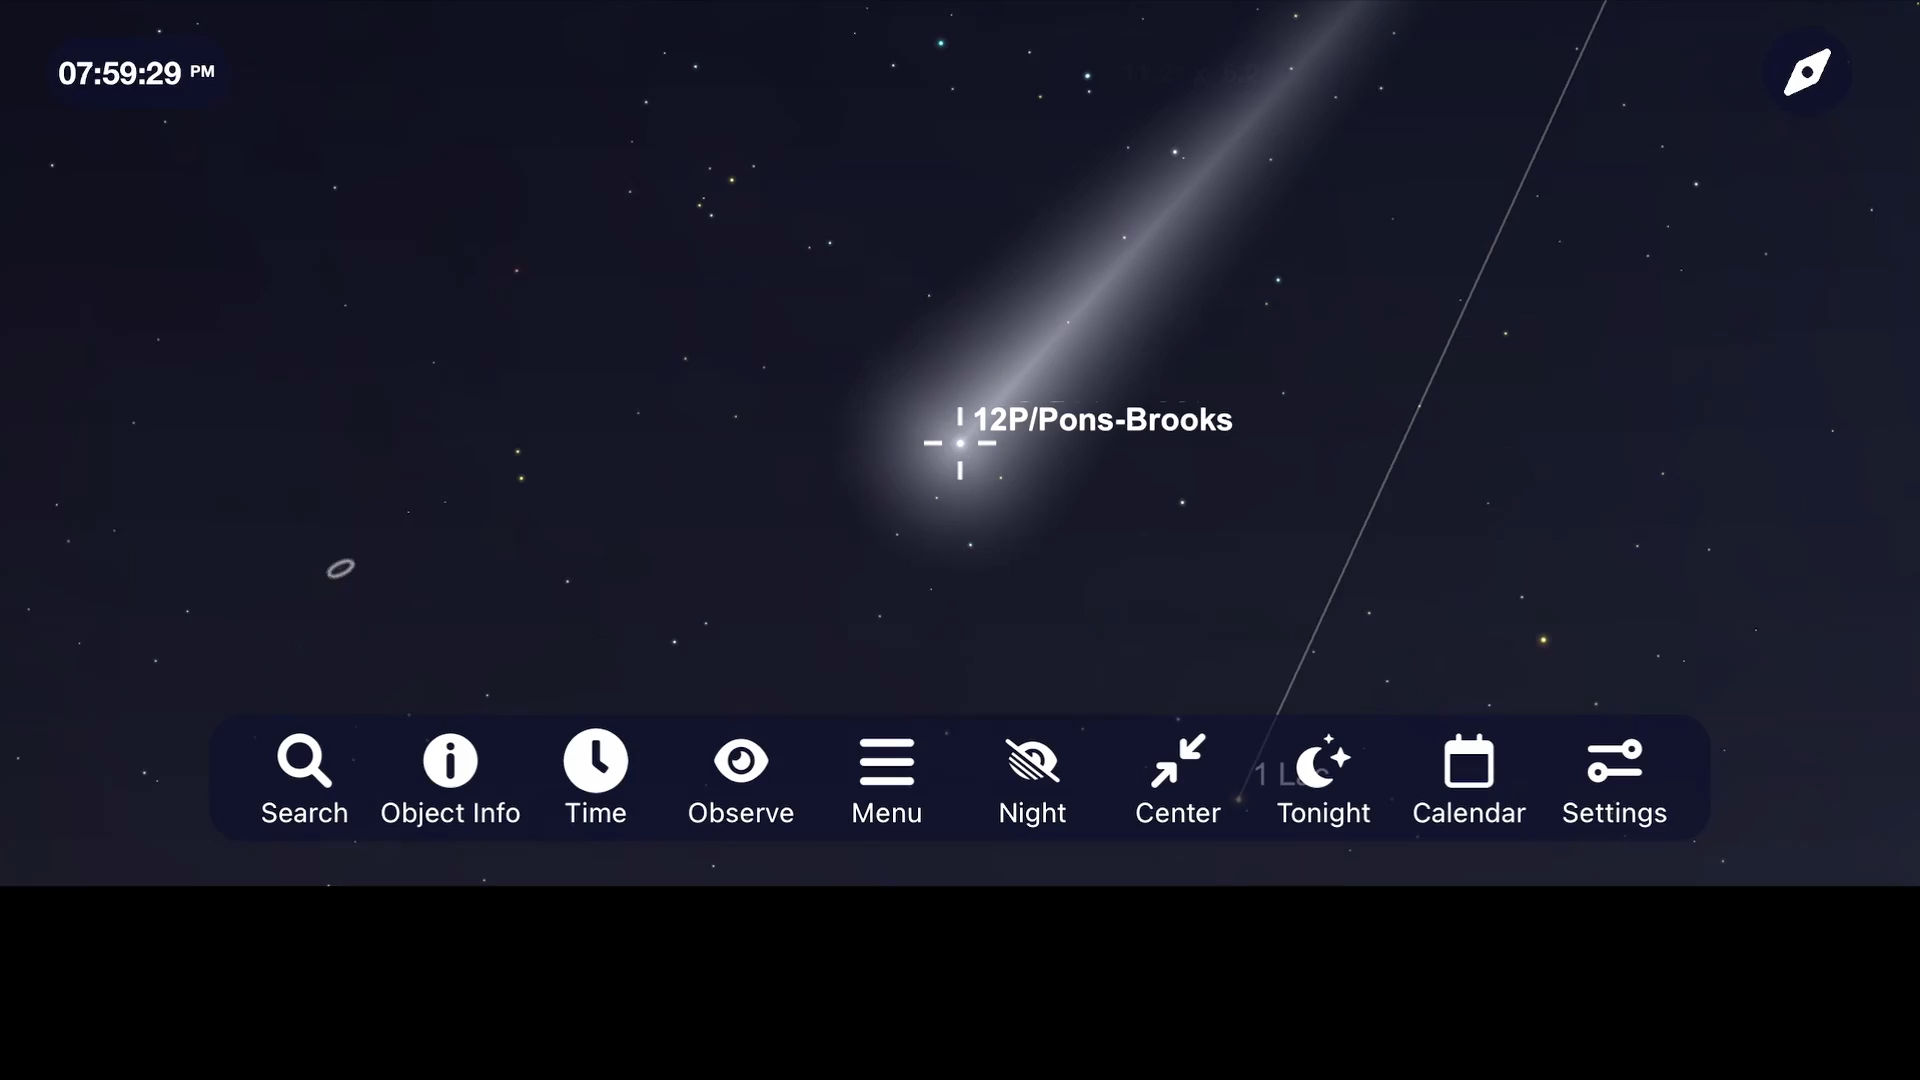 07:59:29 PM
12P/Pons-Brooks
Search Object Info Time Observe Menu Night Center Tonight Calendar Settings